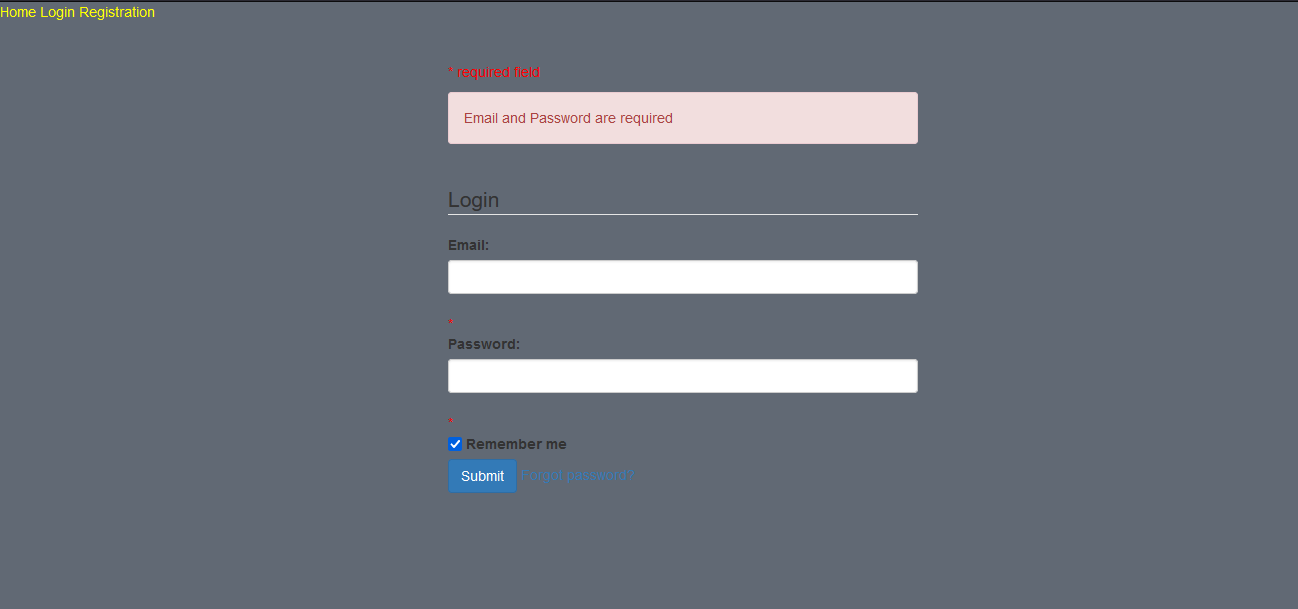 Home Login Registration
* required field
Email and Password are required
Login
Email:
*
Password:
*
Remember me
Submit Forgot password?